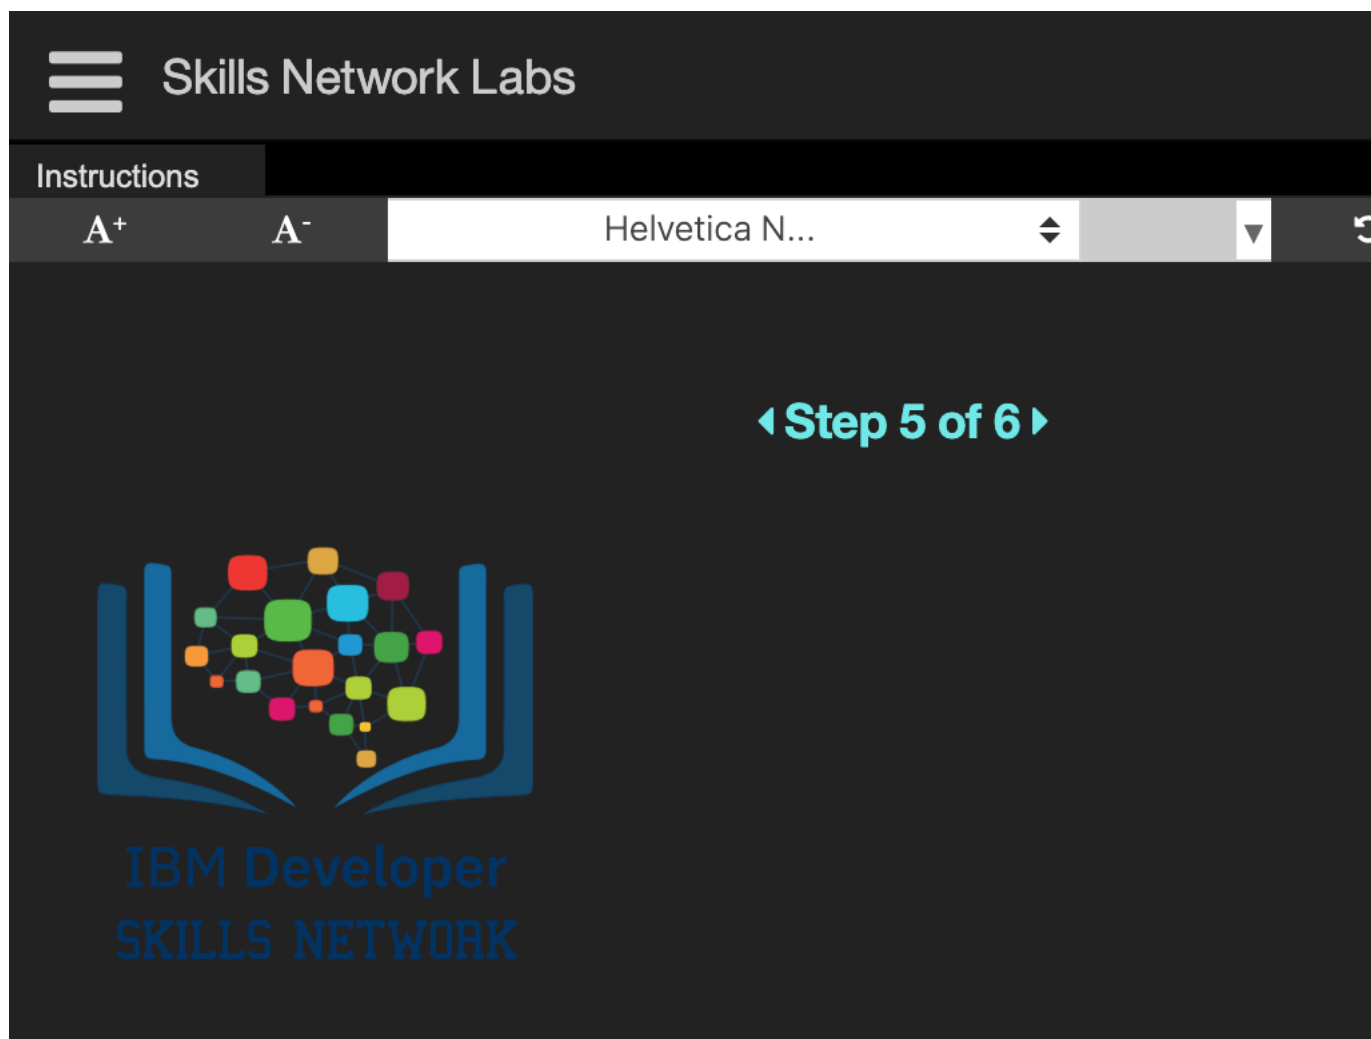 Skills Network Labs
Instructions
A+ A- Helvetica N...
Step 5 of 6
IBM Developer
SKILLS NETWORK